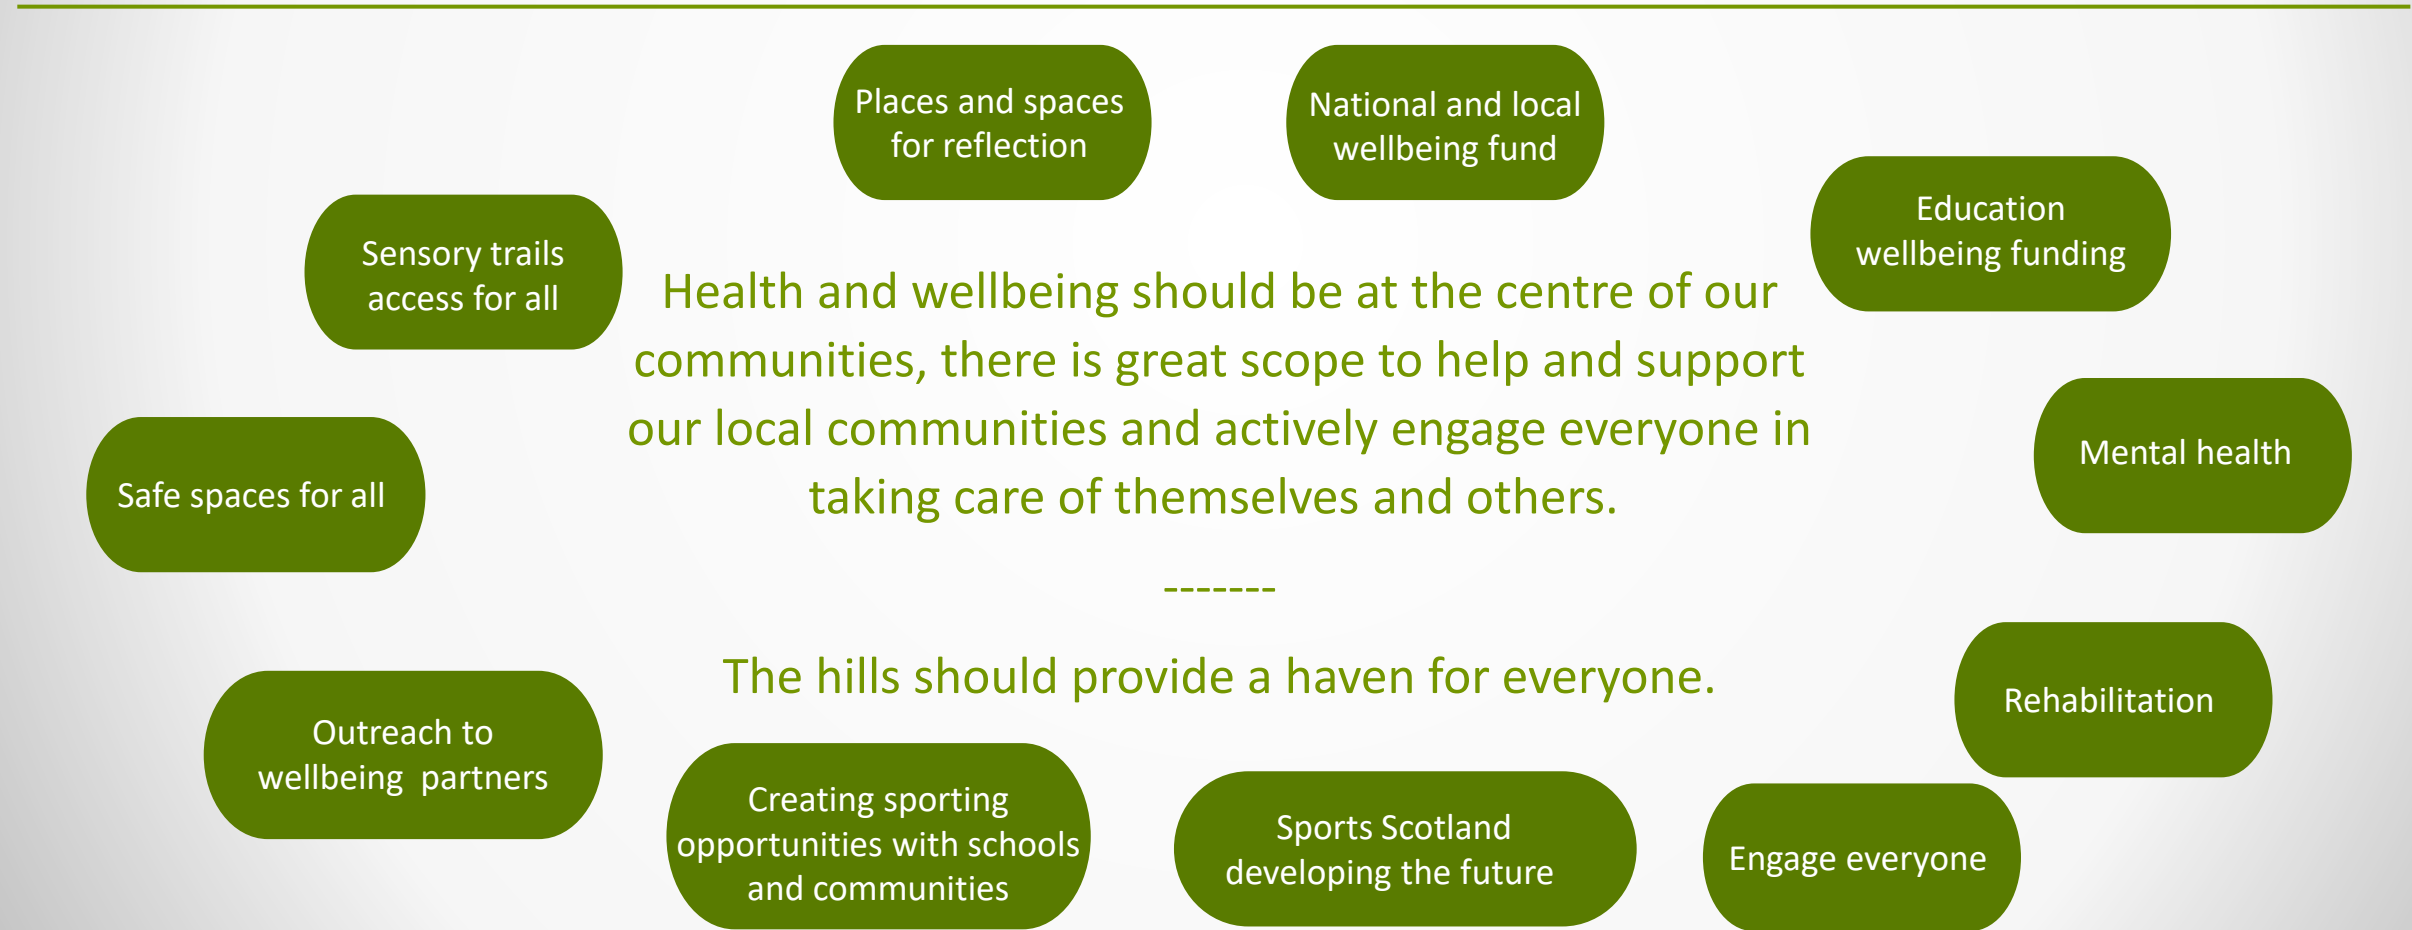 Places and spaces
for reflection
National and local
wellbeing fund
Education
wellbeing funding
Sensory trails
access for all
Health and wellbeing should be at the centre of our
communities, there is great scope to help and support
our local communities and actively engage everyone in
taking care of themselves and others.
Mental health
Safe spaces for all
-------
The hills should provide a haven for everyone.
Rehabilitation
Outreach to
wellbeing  partners
Creating sporting
opportunities with schools
and communities
Sports Scotland
developing the future
Engage everyone